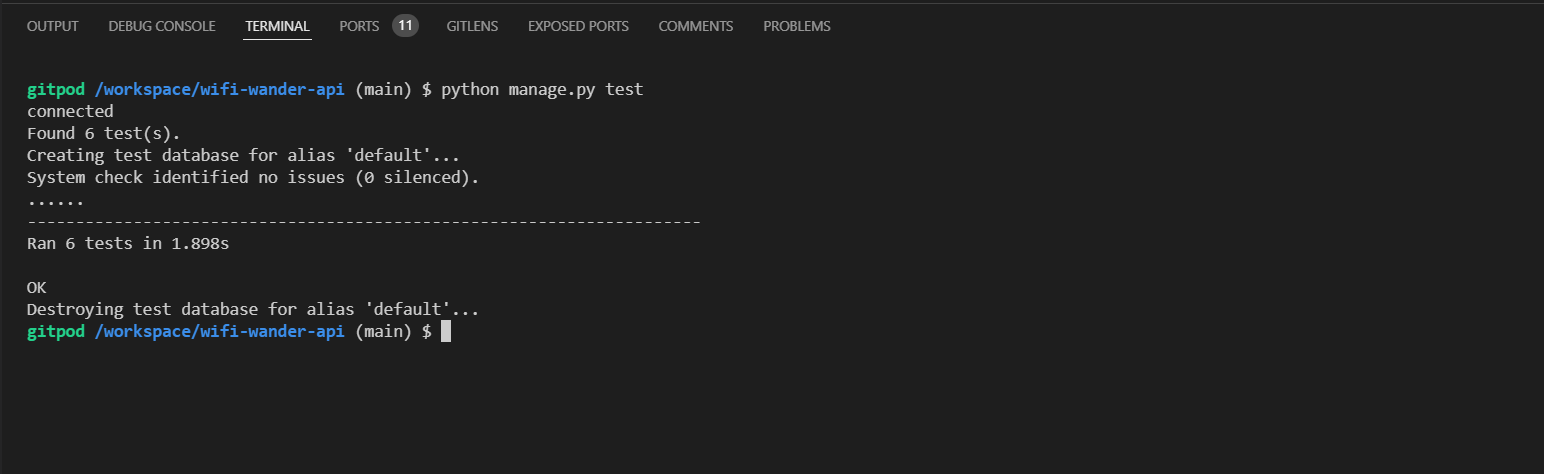 OUTPUT DEBUG CONSOLE TERMINAL PORTS 11 GITLENS EXPOSED PORTS COMMENTS PROBLEMS
gitpod /workspace/wifi-wander-api (main) $ python manage.py test
connected
Found 6 test(s).
Creating test database for alias 'default'...
System check identified no issues (0 silenced).
......
----------------------------------------------------------------------
Ran 6 tests in 1.898s
OK
Destroying test database for alias 'default'...
gitpod /workspace/wifi-wander-api (main) $